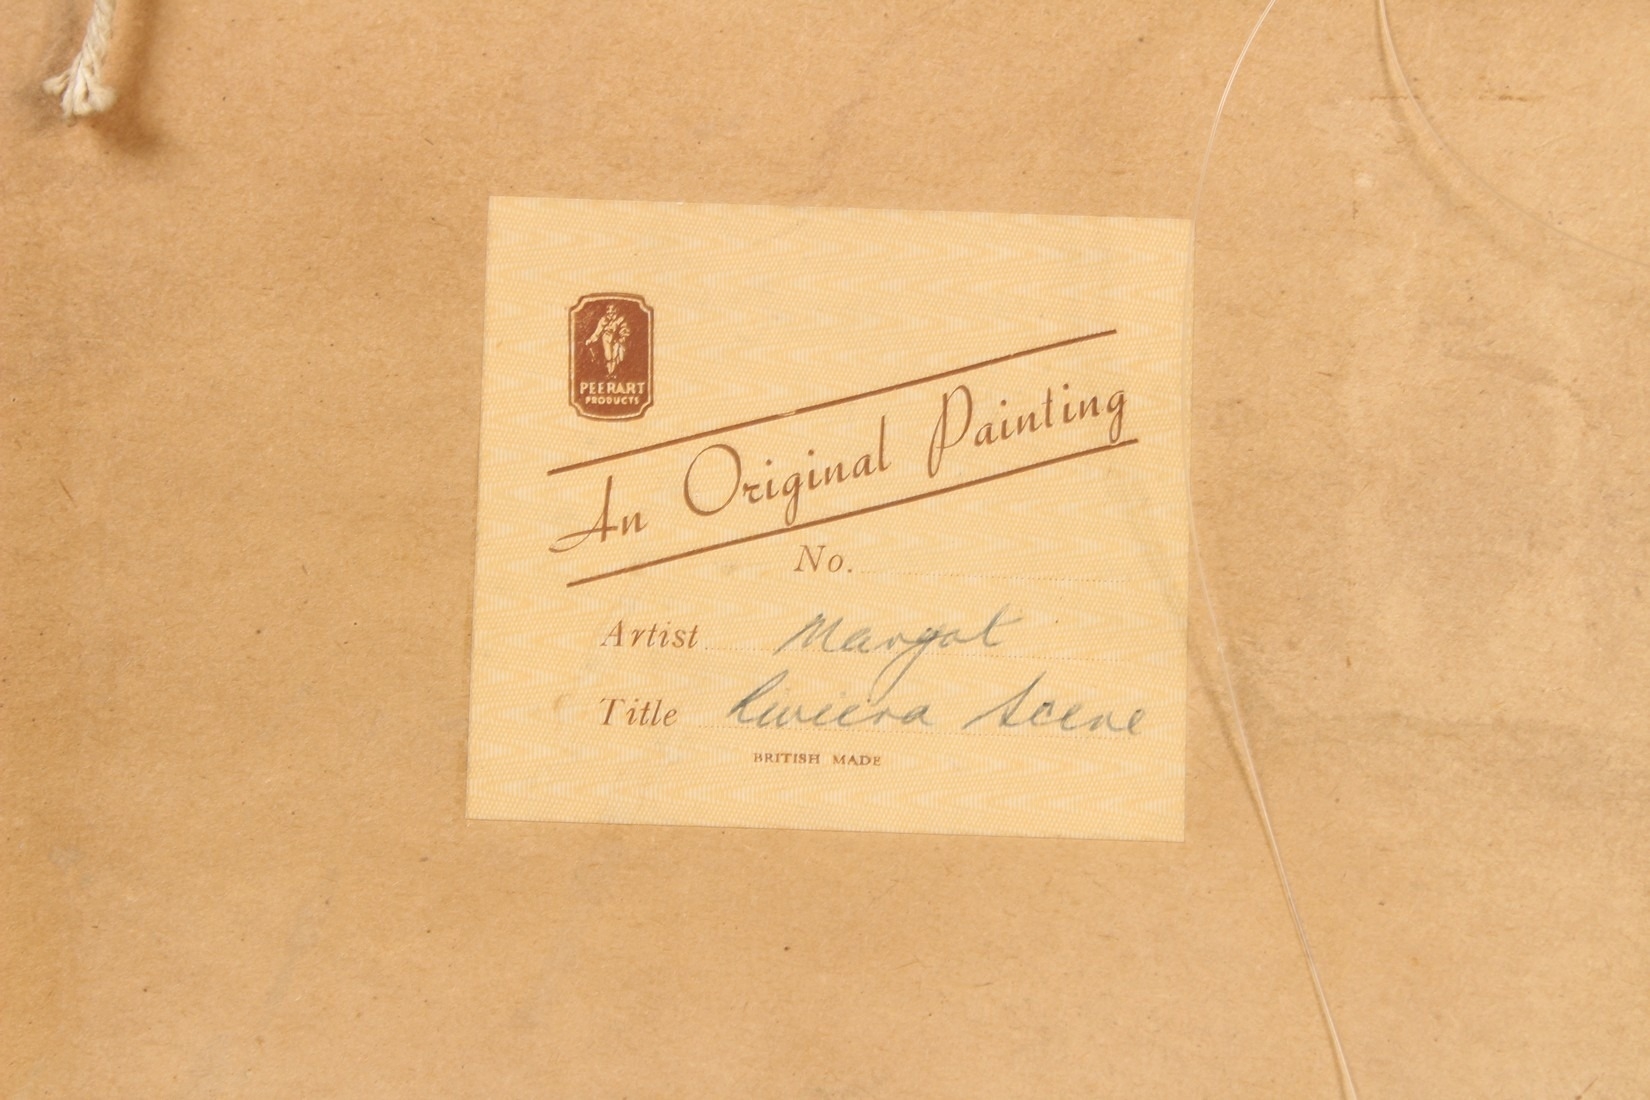 PEERART
PRODUCTS
An Original Painting
No.
Artist Margot
Title Riviera Scene
BRITISH MADE